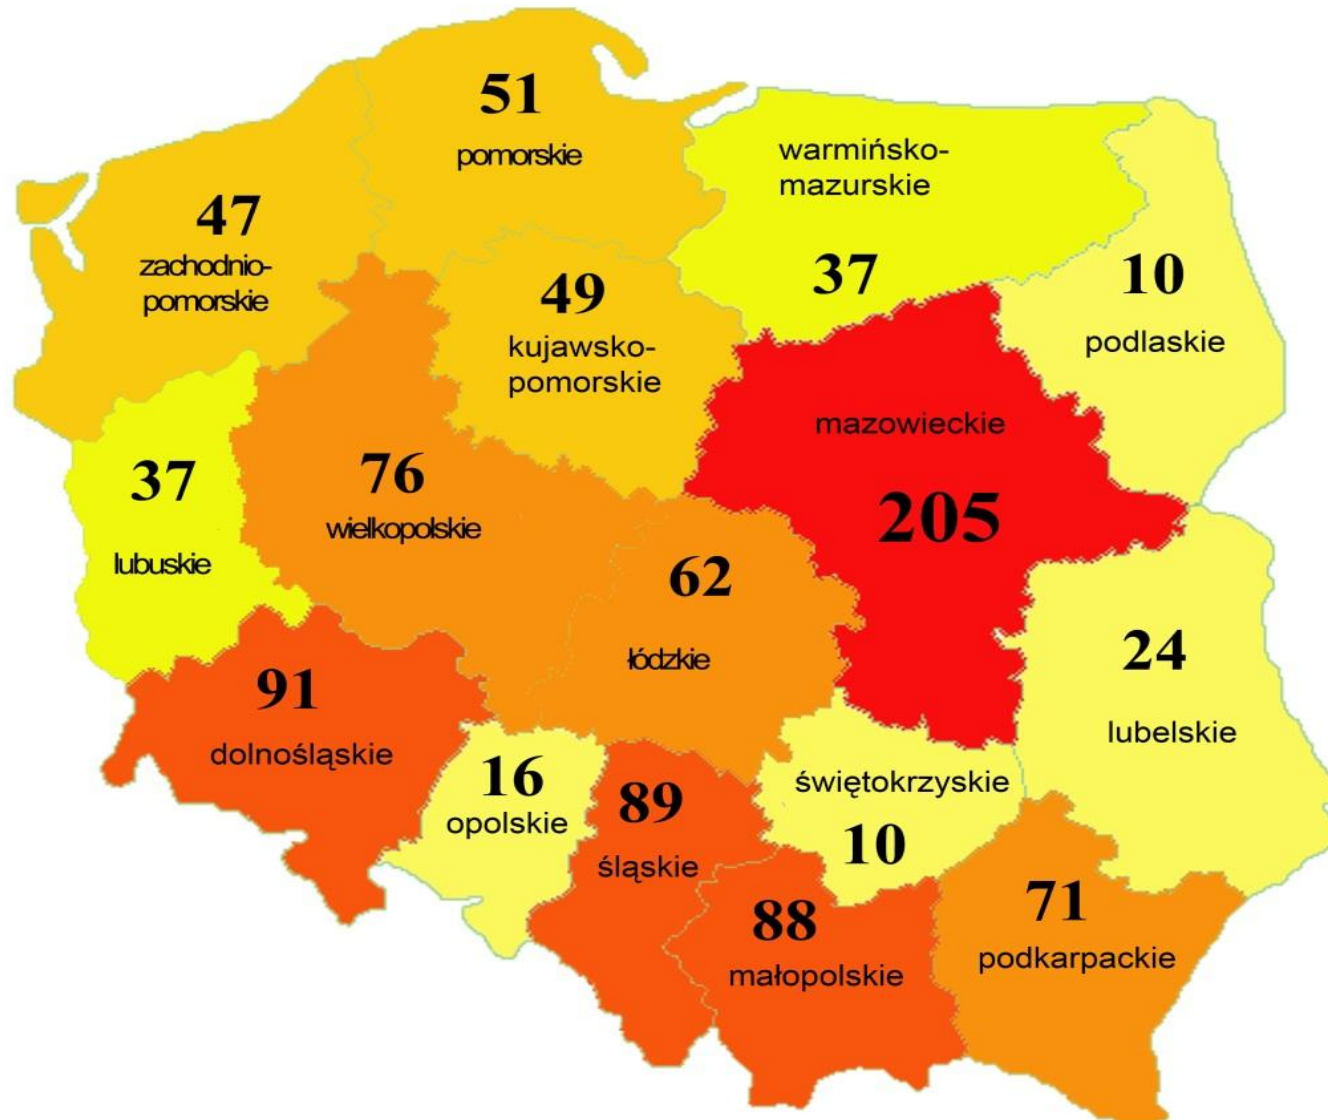 51
pomorskie
warmińsko-
mazurskie
37
47
zachodnio-
pomorskie
10
podlaskie
49
kujawsko-
pomorskie
mazowieckie
205
37
lubuskie
76
wielkopolskie
62
łódzkie
24
lubelskie
91
dolnośląskie
16
opolskie
89
śląskie
świętokrzyskie
10
88
małopolskie
71
podkarpackie